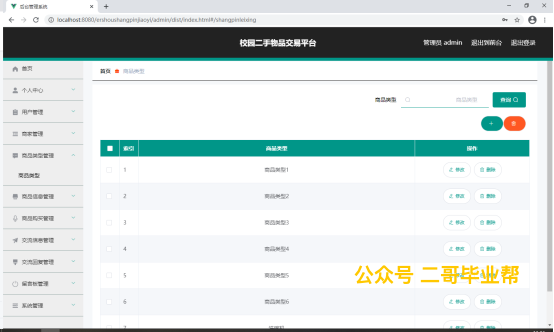 后台管理系统
localhost:8080/ershoushangpinjiaoyi/admin/dist/index.html#/shangpinleixing
校园二手物品交易平台
管理员 admin 退出到前台 退出登录
首页
个人中心
用户管理
商家管理
商品类型管理
商品类型
商品信息管理
商品购买管理
交流信息管理
交流回复管理
留言板管理
系统管理
首页 商品类型
商品类型 商品类型 查询
索引 商品类型 操作
1 商品类型1 修改 删除
2 商品类型2 修改 删除
3 商品类型3 修改 删除
4 商品类型4 修改 删除
5 商品类型5 修改 删除
6 商品类型6 修改 删除
公众号 二哥毕业帮